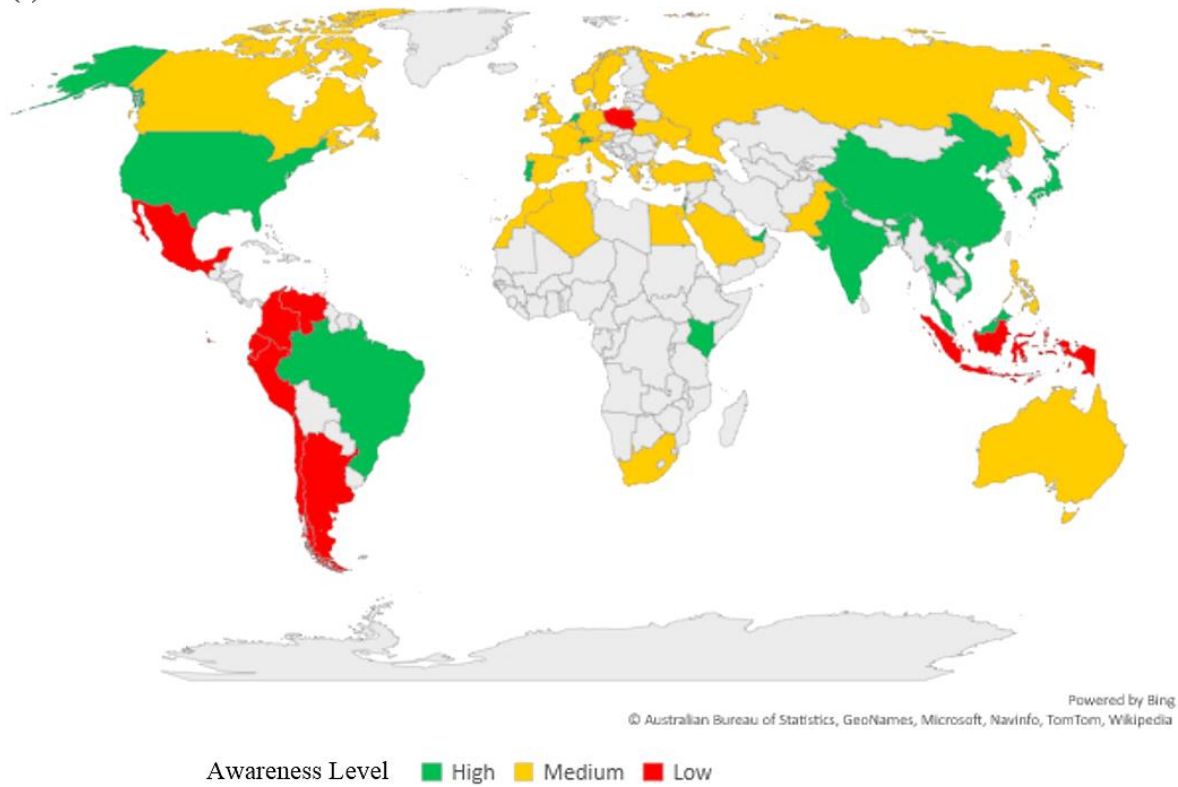 Powered by Bing
© Australian Bureau of Statistics, GeoNames, Microsoft, Navinfo, TomTom, Wikipedia
Awareness Level High Medium Low